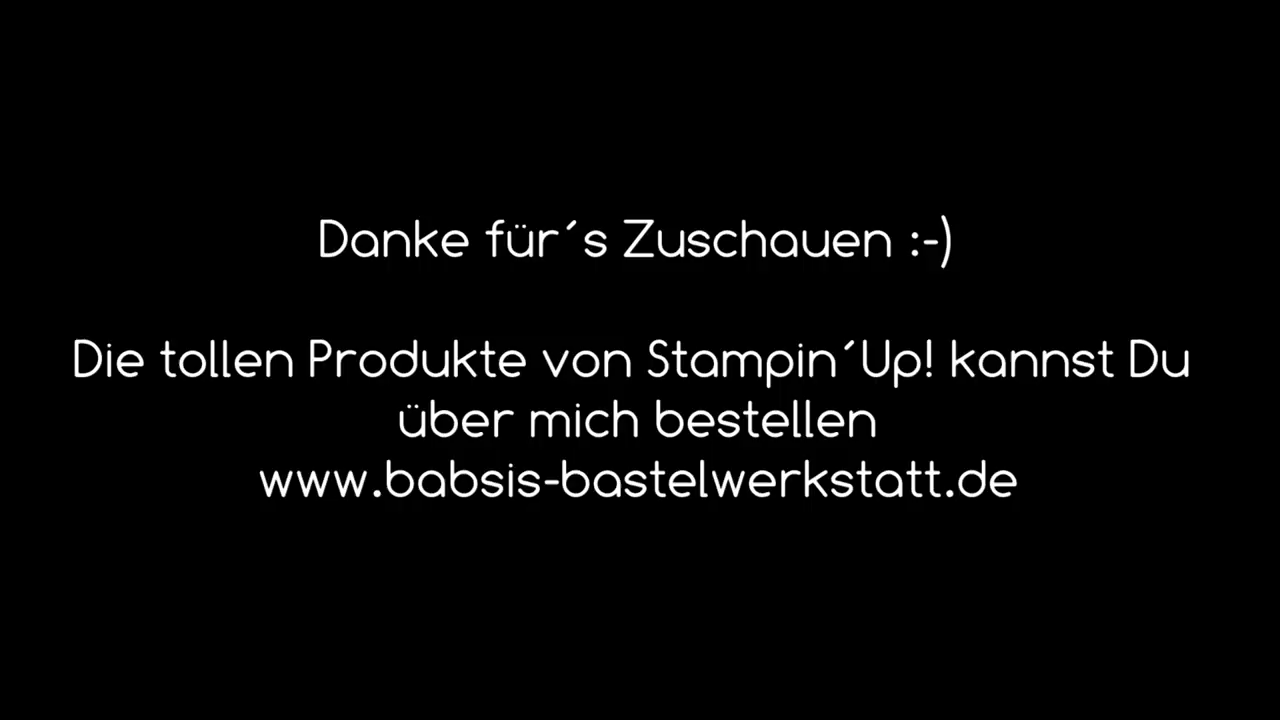 Danke für´s Zuschauen :-)
Die tollen Produkte von Stampin´Up! kannst Du
über mich bestellen
www.babsis-bastelwerkstatt.de